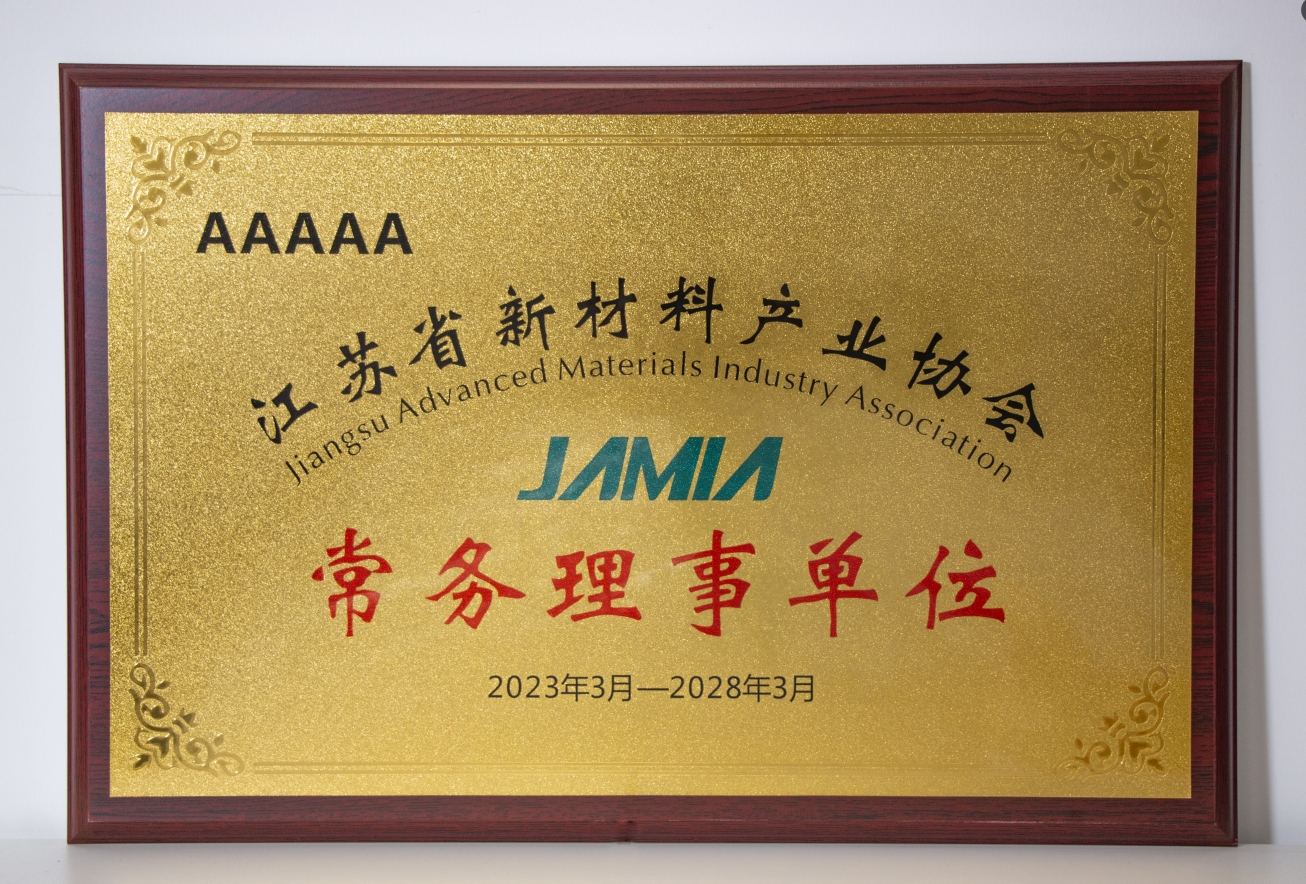 AAAAA
江苏省新材料产业协会
Jiangsu Advanced Materials Industry Association
JAMIA
常务理事单位
2023年3月—2028年3月